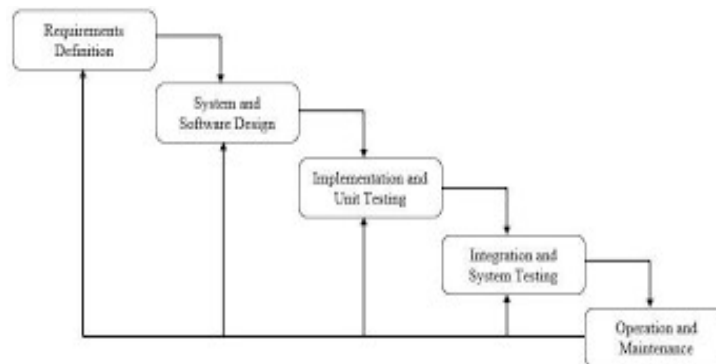 Requirements
Definition
System and
Software Design
Implementation and
Unit Testing
Integration and
System Testing
Operation and
Maintenance